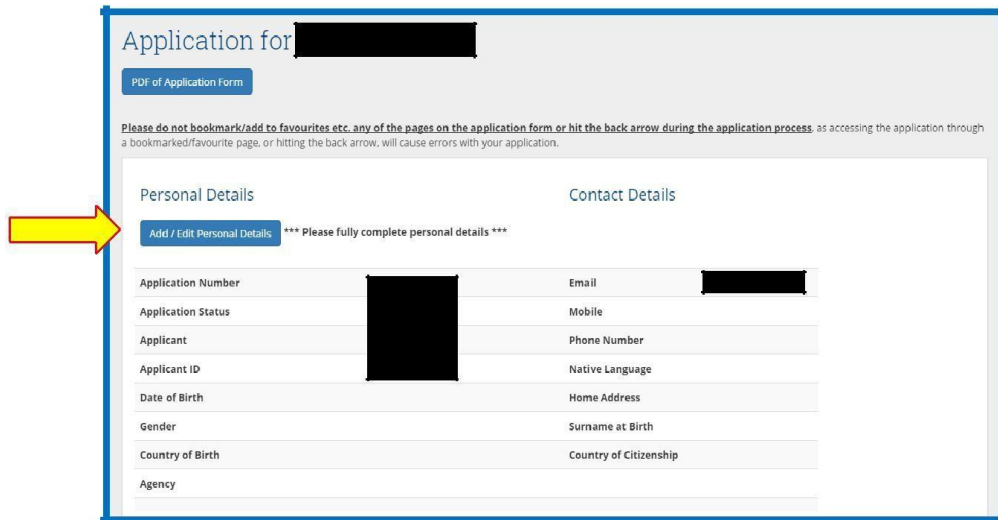 Application for
PDF of Application Form
Please do not bookmark/add to favourites etc. any of the pages on the application form or hit the back arrow during the application process, as accessing the application through
a bookmarked/favourite page, or hitting the back arrow, will cause errors with your application.
Personal Details
Contact Details
Add / Edit Personal Details *** Please fully complete personal details ***
Application Number
Email
Application Status
Mobile
Applicant
Phone Number
Applicant ID
Native Language
Date of Birth
Home Address
Gender
Surname at Birth
Country of Birth
Country of Citizenship
Agency